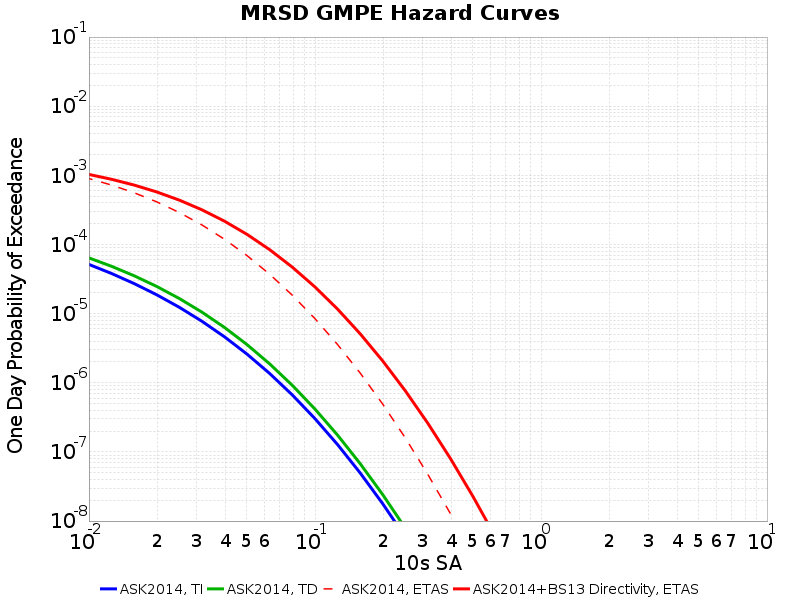 MRSD GMPE Hazard Curves
One Day Probability of Exceedance
10^-1
10^-2
10^-3
10^-4
10^-5
10^-6
10^-7
10^-8
10^-2 2 3 4 5 6 10^-1 2 3 4 5 6 7 10^0 2 3 4 5 6 7 10^1
10s SA
ASK2014, TI ASK2014, TD ASK2014, ETAS ASK2014+BS13 Directivity, ETAS